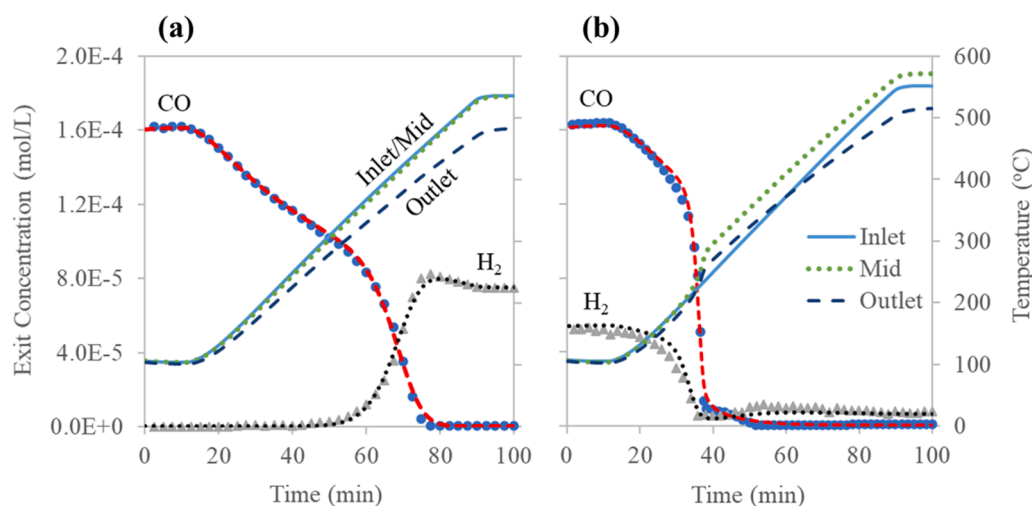 (a)
(b)
Exit Concentration (mol/L)
2.0E-4
1.6E-4
1.2E-4
8.0E-5
4.0E-5
0.0E+0
CO
Inlet/Mid
Outlet
H2
0
20
40
60
80
100
Time (min)
CO
H2
Inlet
Mid
Outlet
600
500
400
300
200
100
0
Temperature (°C)
0
20
40
60
80
100
Time (min)